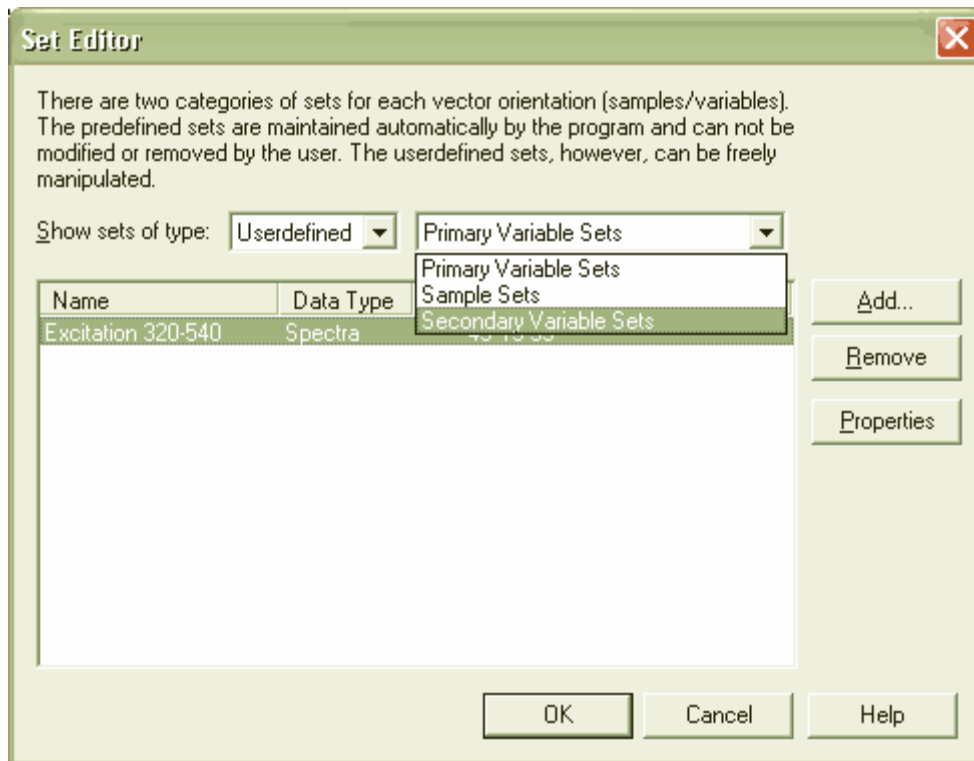 Set Editor
There are two categories of sets for each vector orientation (samples/variables).
The predefined sets are maintained automatically by the program and can not be
modified or removed by the user. The userdefined sets, however, can be freely
manipulated.
Show sets of type: Userdefined Primary Variable Sets
Primary Variable Sets
Sample Sets
Secondary Variable Sets
Name Data Type
Excitation 320-540 Spectra
Add...
Remove
Properties
OK Cancel Help